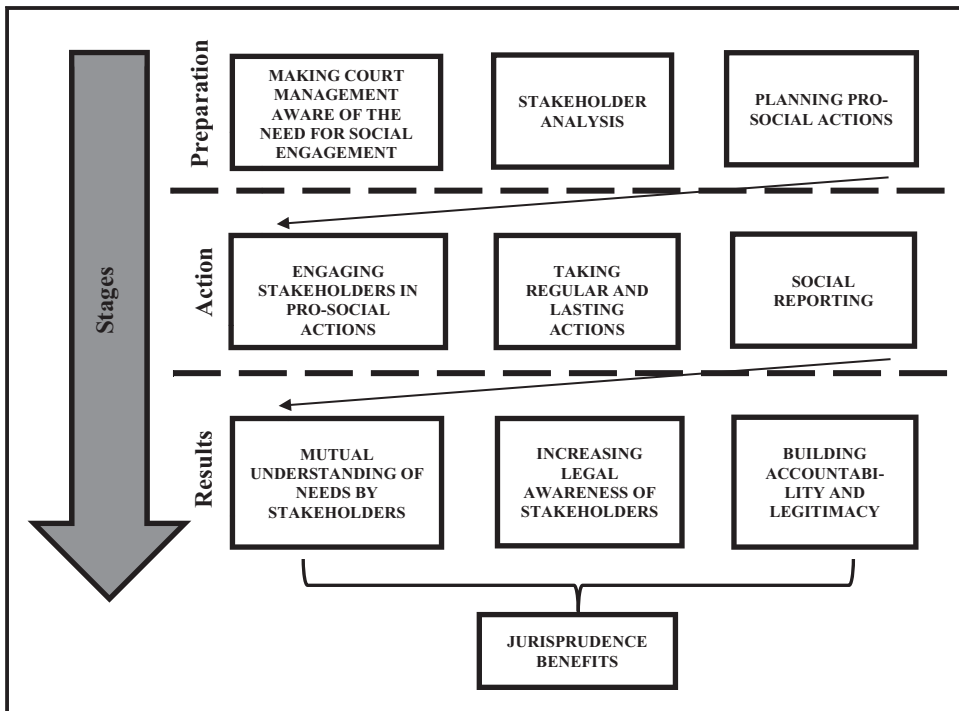 Stages
Preparation
MAKING COURT
MANAGEMENT
AWARE OF THE
NEED FOR SOCIAL
ENGAGEMENT
STAKEHOLDER
ANALYSIS
PLANNING PRO-
SOCIAL ACTIONS
Action
ENGAGING
STAKEHOLDERS IN
PRO-SOCIAL
ACTIONS
TAKING
REGULAR AND
LASTING
ACTIONS
SOCIAL
REPORTING
Results
MUTUAL
UNDERSTANDING OF
NEEDS BY
STAKEHOLDERS
INCREASING
LEGAL
AWARENESS OF
STAKEHOLDERS
BUILDING
ACCOUNTABI-
LITY AND
LEGITIMACY
JURISPRUDENCE
BENEFITS